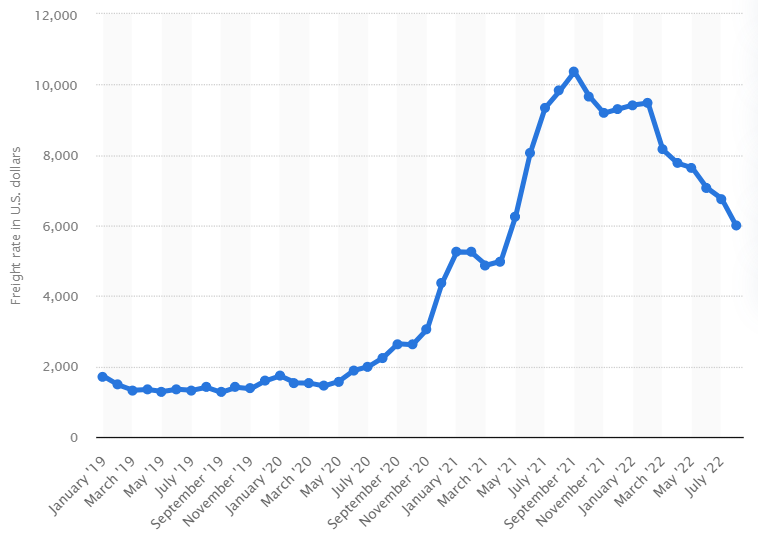 12,000
10,000
8,000
6,000
4,000
2,000
0
Freight rate in U.S. dollars
January '19
March '19
May '19
July '19
September '19
November '19
January '20
March '20
May '20
July '20
September '20
November '20
January '21
March '21
May '21
July '21
September '21
November '21
January '22
March '22
May '22
July '22